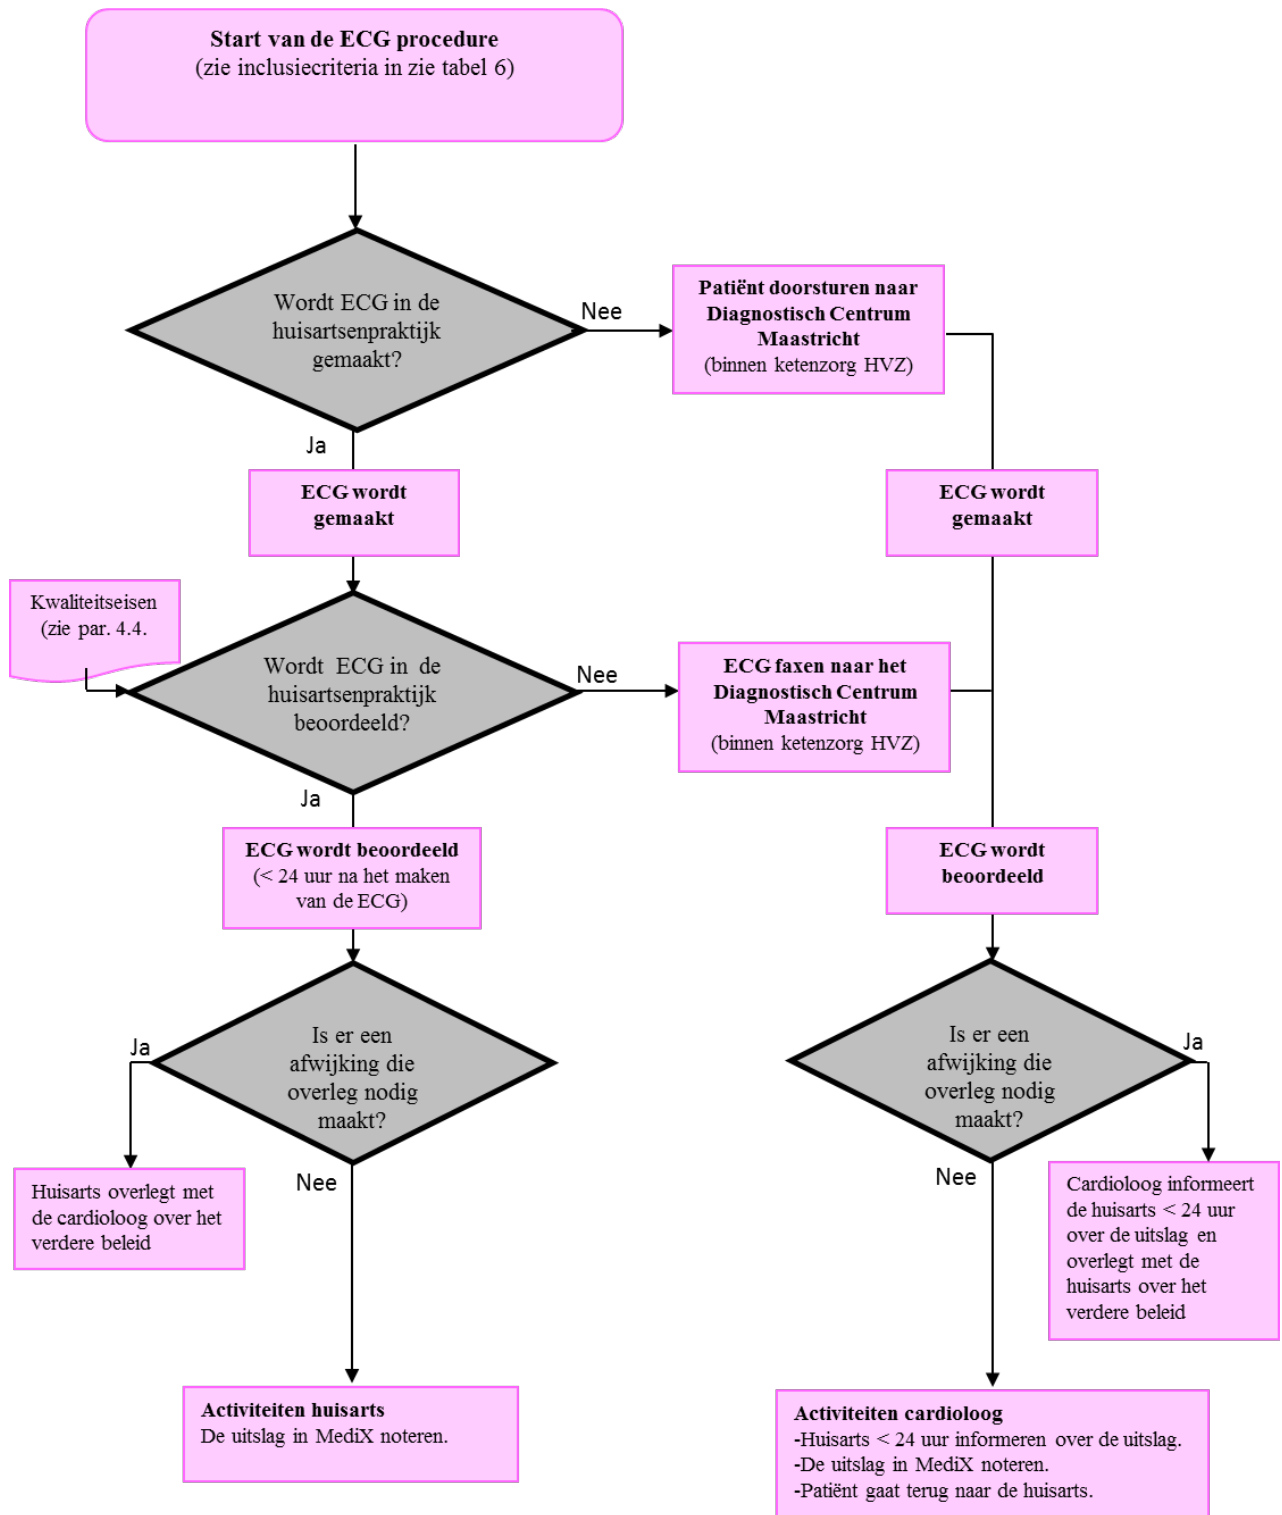 Start van de ECG procedure
(zie inclusiecriteria in zie tabel 6)
Wordt ECG in de
huisartsenpraktijk
gemaakt?
Nee
Patiënt doorsturen naar
Diagnostisch Centrum
Maastricht
(binnen ketenzorg HVZ)
Ja
ECG wordt
gemaakt
ECG wordt
gemaakt
Kwaliteitseisen
(zie par. 4.4.
Wordt ECG in de
huisartsenpraktijk
beoordeeld?
Nee
ECG faxen naar het
Diagnostisch Centrum
Maastricht
(binnen ketenzorg HVZ)
Ja
ECG wordt beoordeeld
(< 24 uur na het maken
van de ECG)
ECG wordt
beoordeeld
Is er een
afwijking die
overleg nodig
maakt?
Ja
Nee
Is er een
afwijking die
overleg nodig
maakt?
Ja
Nee
Huisarts overlegt met
de cardioloog over het
verdere beleid
Cardioloog informeert
de huisarts < 24 uur
over de uitslag en
overlegt met de
huisarts over het
verdere beleid
Activiteiten huisarts
De uitslag in MediX noteren.
Activiteiten cardioloog
-Huisarts < 24 uur informeren over de uitslag.
-De uitslag in MediX noteren.
-Patiënt gaat terug naar de huisarts.